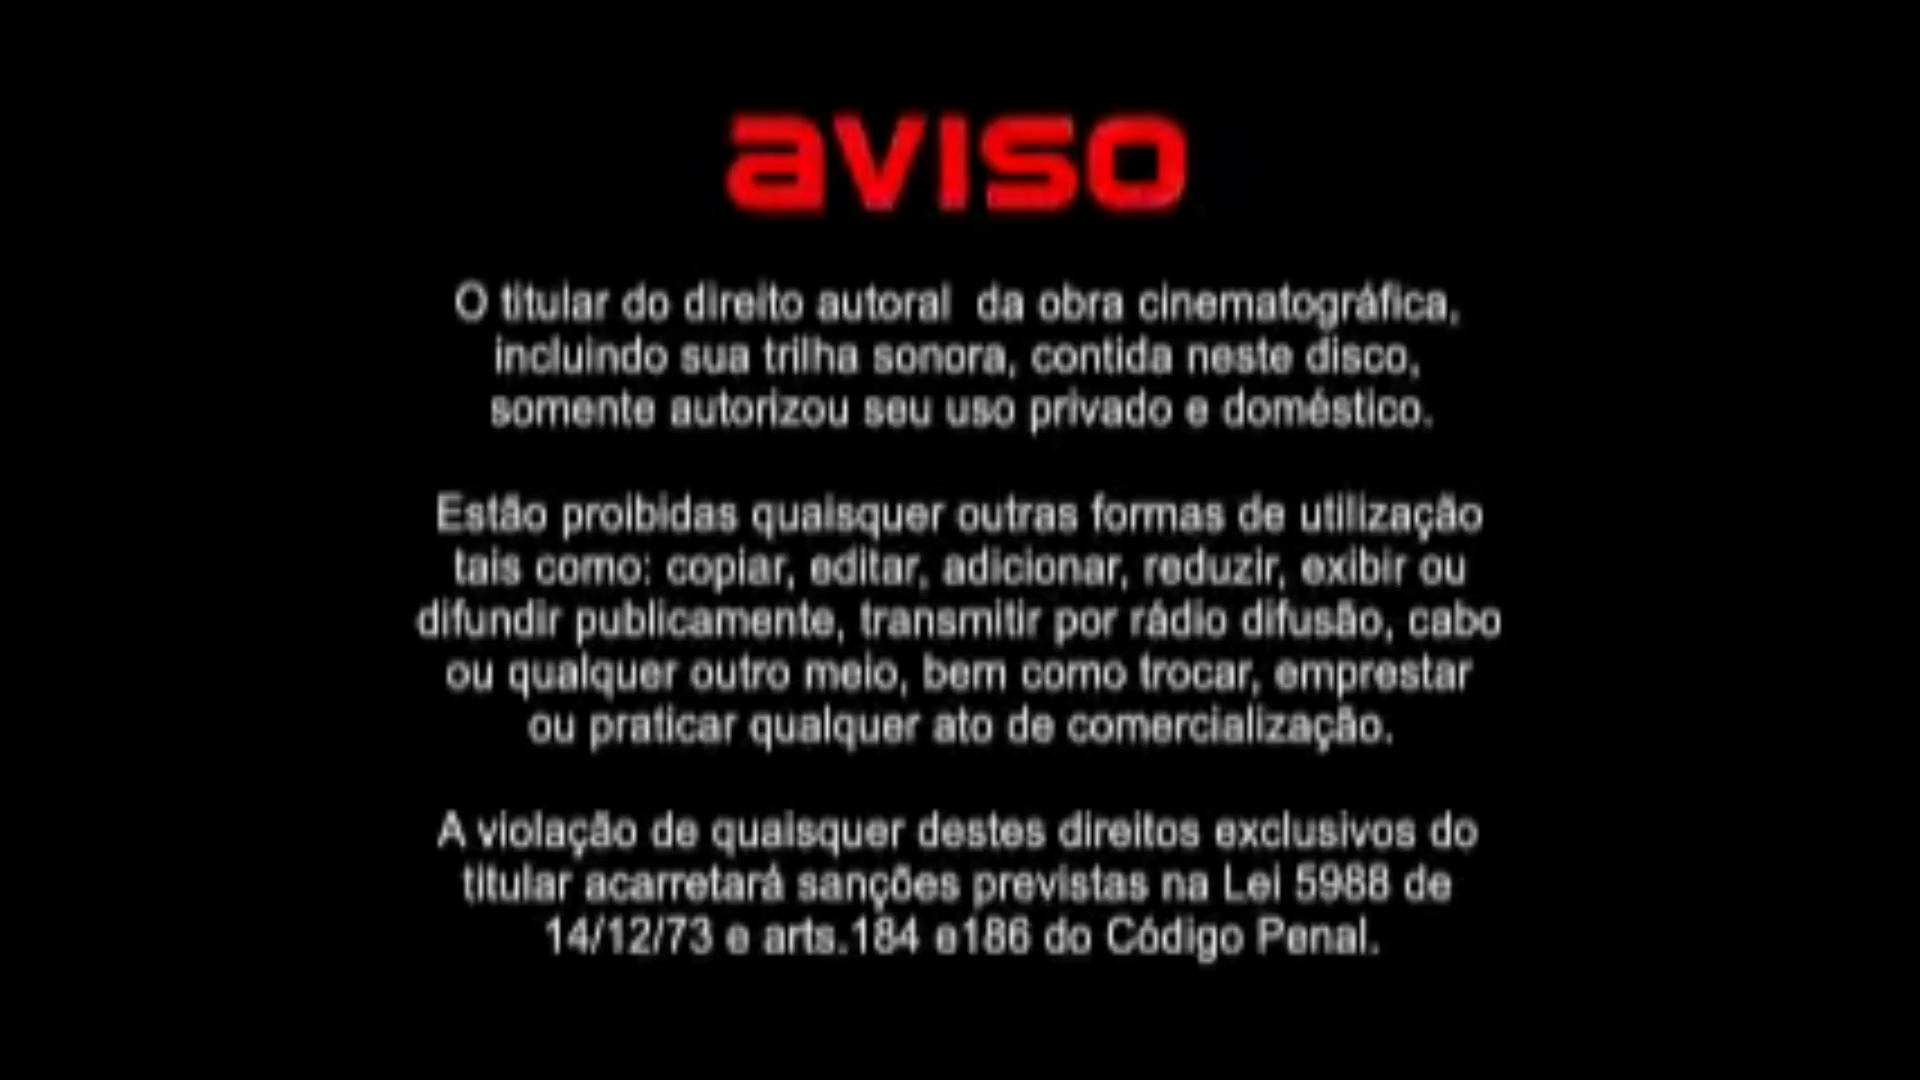 aviso
O titular do direito autoral da obra cinematográfica,
incluindo sua trilha sonora, contida neste disco,
somente autorizou seu uso privado e doméstico.
Estão proibidas quaisquer outras formas de utilização
tais como: copiar, editar, adicionar, reduzir, exibir ou
difundir publicamente, transmitir por rádio difusão, cabo
ou qualquer outro meio, bem como trocar, emprestar
ou praticar qualquer ato de comercialização.
A violação de quaisquer destes direitos exclusivos do
titular acarretará sanções previstas na Lei 5988 de
14/12/73 e arts.184 e186 do Código Penal.